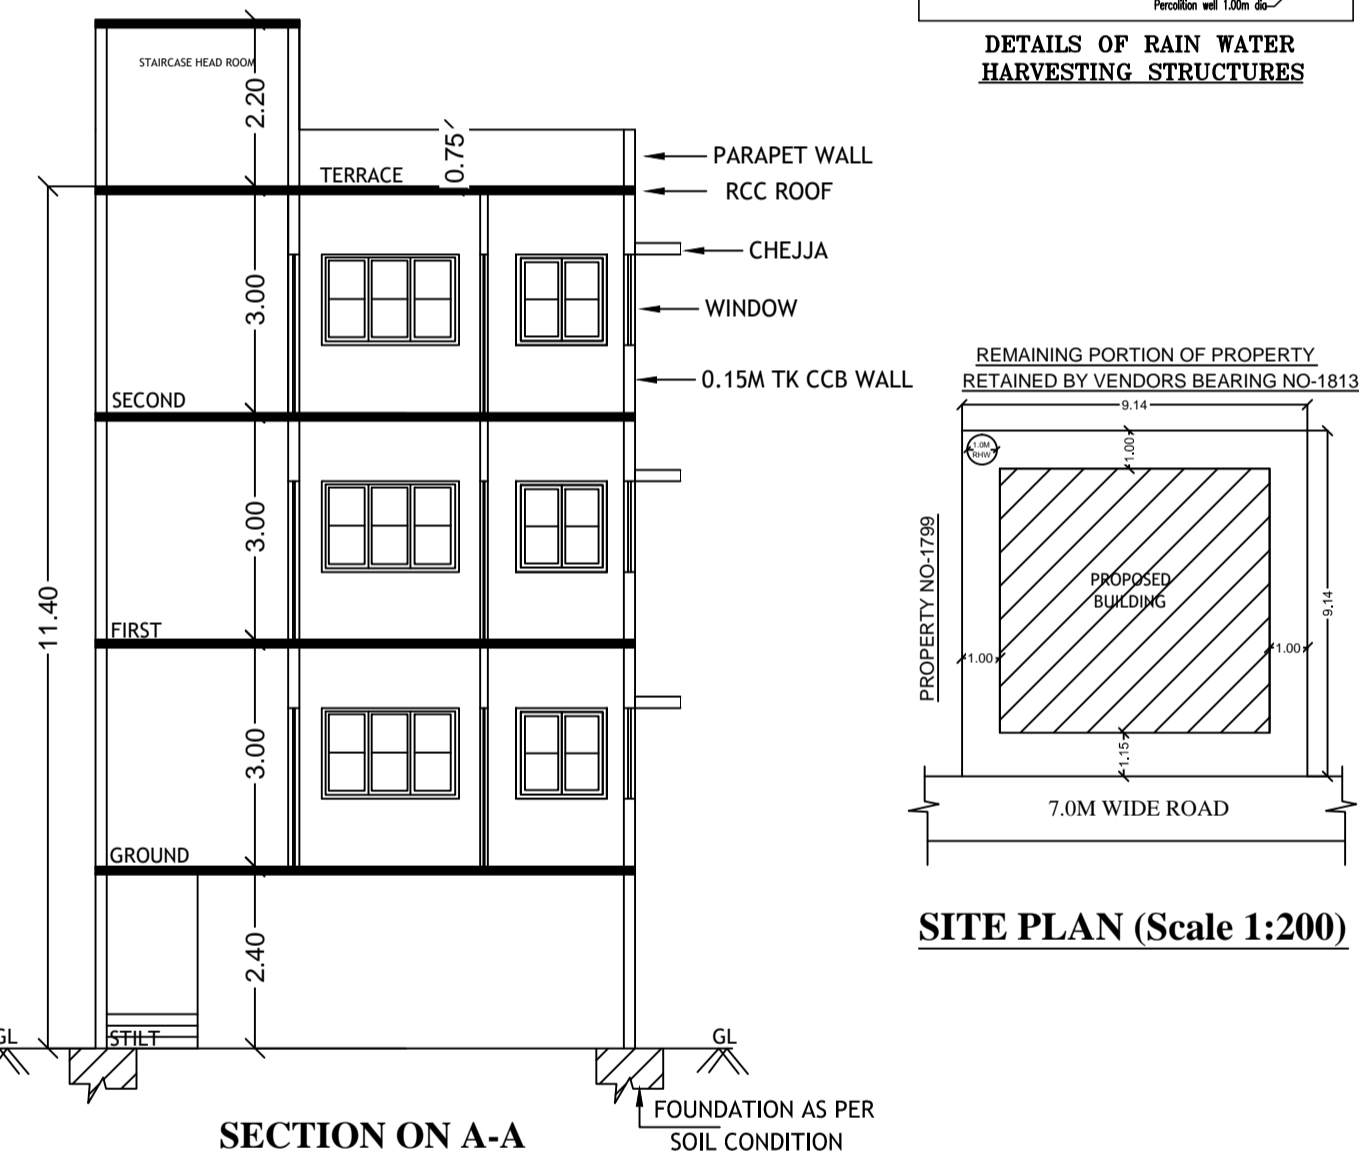 Percolition well 1.00m dia
DETAILS OF RAIN WATER
HARVESTING STRUCTURES
STAIRCASE HEAD ROOM
2.20
0.75
TERRACE
PARAPET WALL
RCC ROOF
CHEJJA
WINDOW
0.15M TK CCB WALL
3.00
SECOND
3.00
FIRST
11.40
3.00
GROUND
2.40
STILT
GL
GL
FOUNDATION AS PER
SOIL CONDITION
SECTION ON A-A
REMAINING PORTION OF PROPERTY
RETAINED BY VENDORS BEARING NO-1813
9.14
1.0M
RHW
1.00
PROPERTY NO-1799
PROPOSED
BUILDING
9.14
1.00
1.00
1.15
7.0M WIDE ROAD
SITE PLAN (Scale 1:200)